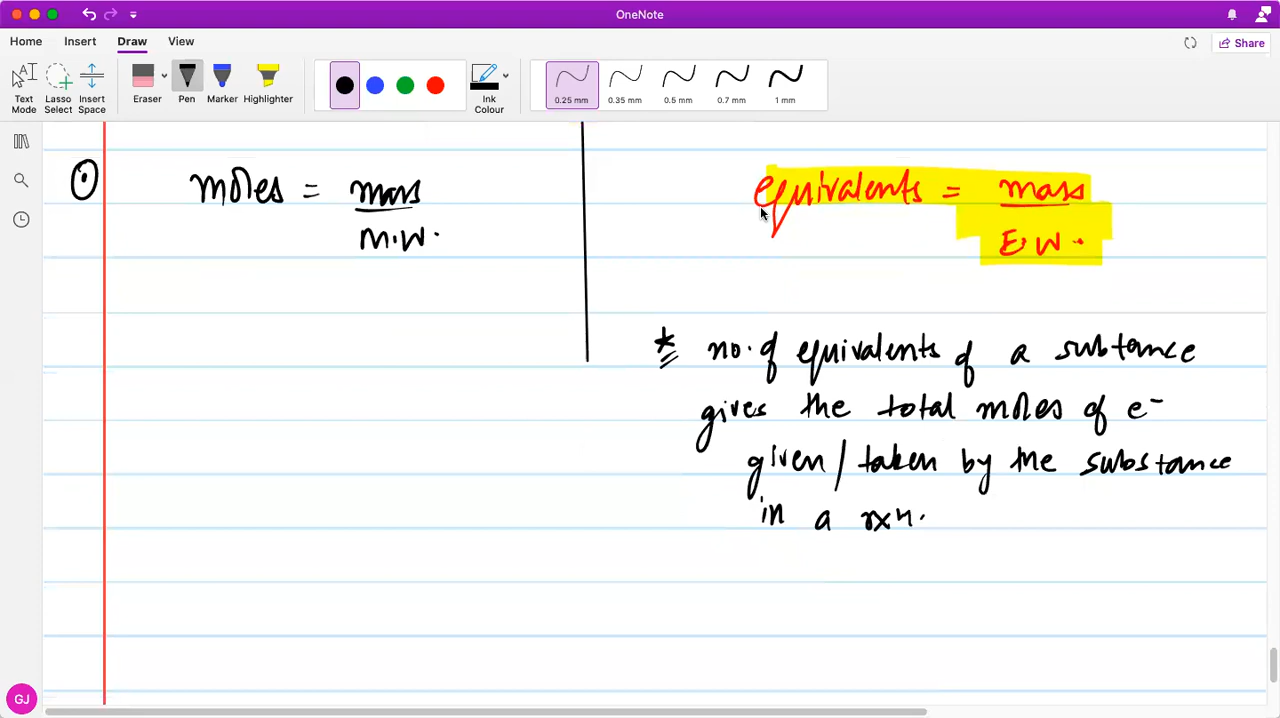 OneNote
Home Insert Draw View
Share
Text Mode
Lasso Select
Insert Space
Eraser
Pen
Marker
Highlighter
Ink Colour
0.25 mm
0.35 mm
0.5 mm
0.7 mm
1 mm
moles = mass
M.W.
equivalents = mass
E.W.
* no. of equivalents of a substance
gives the total moles of e⁻
given/taken by the substance
in a rxn.
GJ